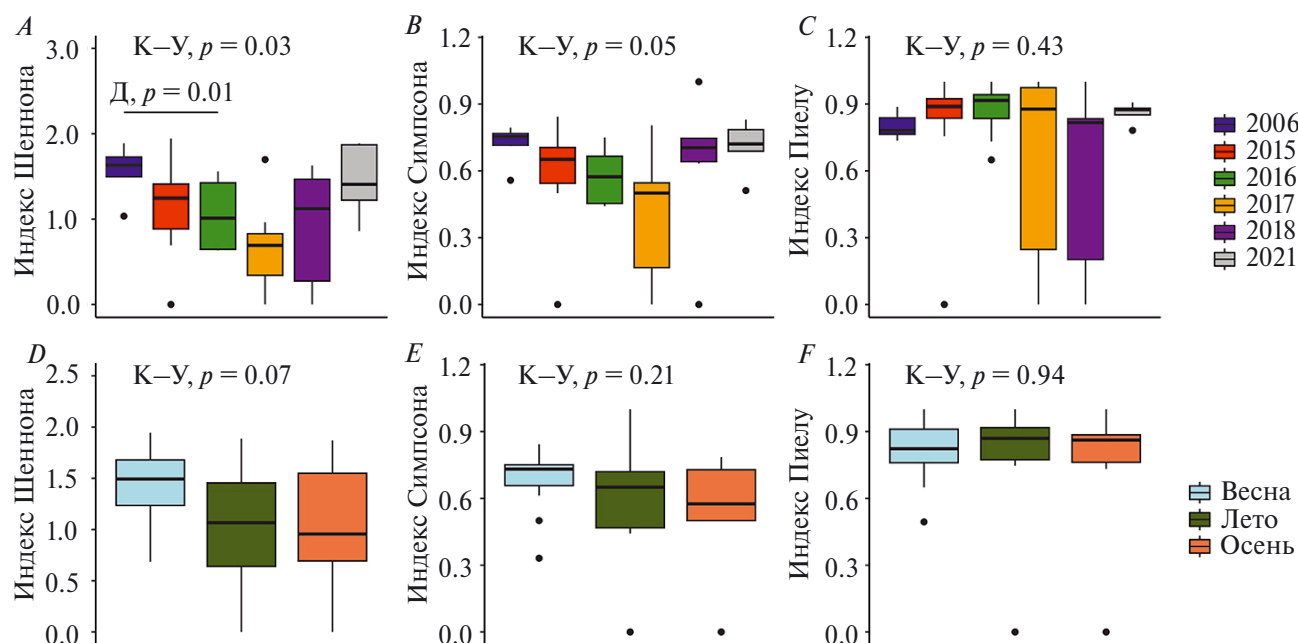 A
К–У, p = 0.03
Д, p = 0.01
Индекс Шеннона
3.0
2.0
1.0
0.0
B
К–У, p = 0.05
Индекс Симпсона
1.2
0.9
0.6
0.3
0.0
C
К–У, p = 0.43
Индекс Пиелу
1.2
0.9
0.6
0.3
0.0
2006
2015
2016
2017
2018
2021
D
К–У, p = 0.07
Индекс Шеннона
2.5
2.0
1.5
1.0
0.5
0.0
E
К–У, p = 0.21
Индекс Симпсона
1.2
0.9
0.6
0.3
0.0
F
К–У, p = 0.94
Индекс Пиелу
1.2
0.9
0.6
0.3
0.0
Весна
Лето
Осень